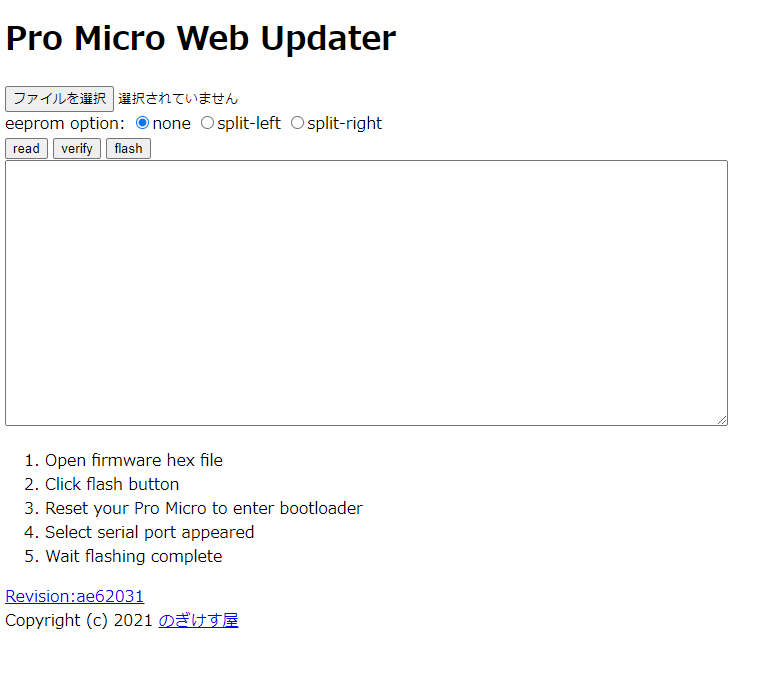 Pro Micro Web Updater
ファイルを選択 選択されていません
eeprom option: none split-left split-right
read verify flash
1. Open firmware hex file
2. Click flash button
3. Reset your Pro Micro to enter bootloader
4. Select serial port appeared
5. Wait flashing complete
Revision:ae62031
Copyright (c) 2021 のぎけす屋